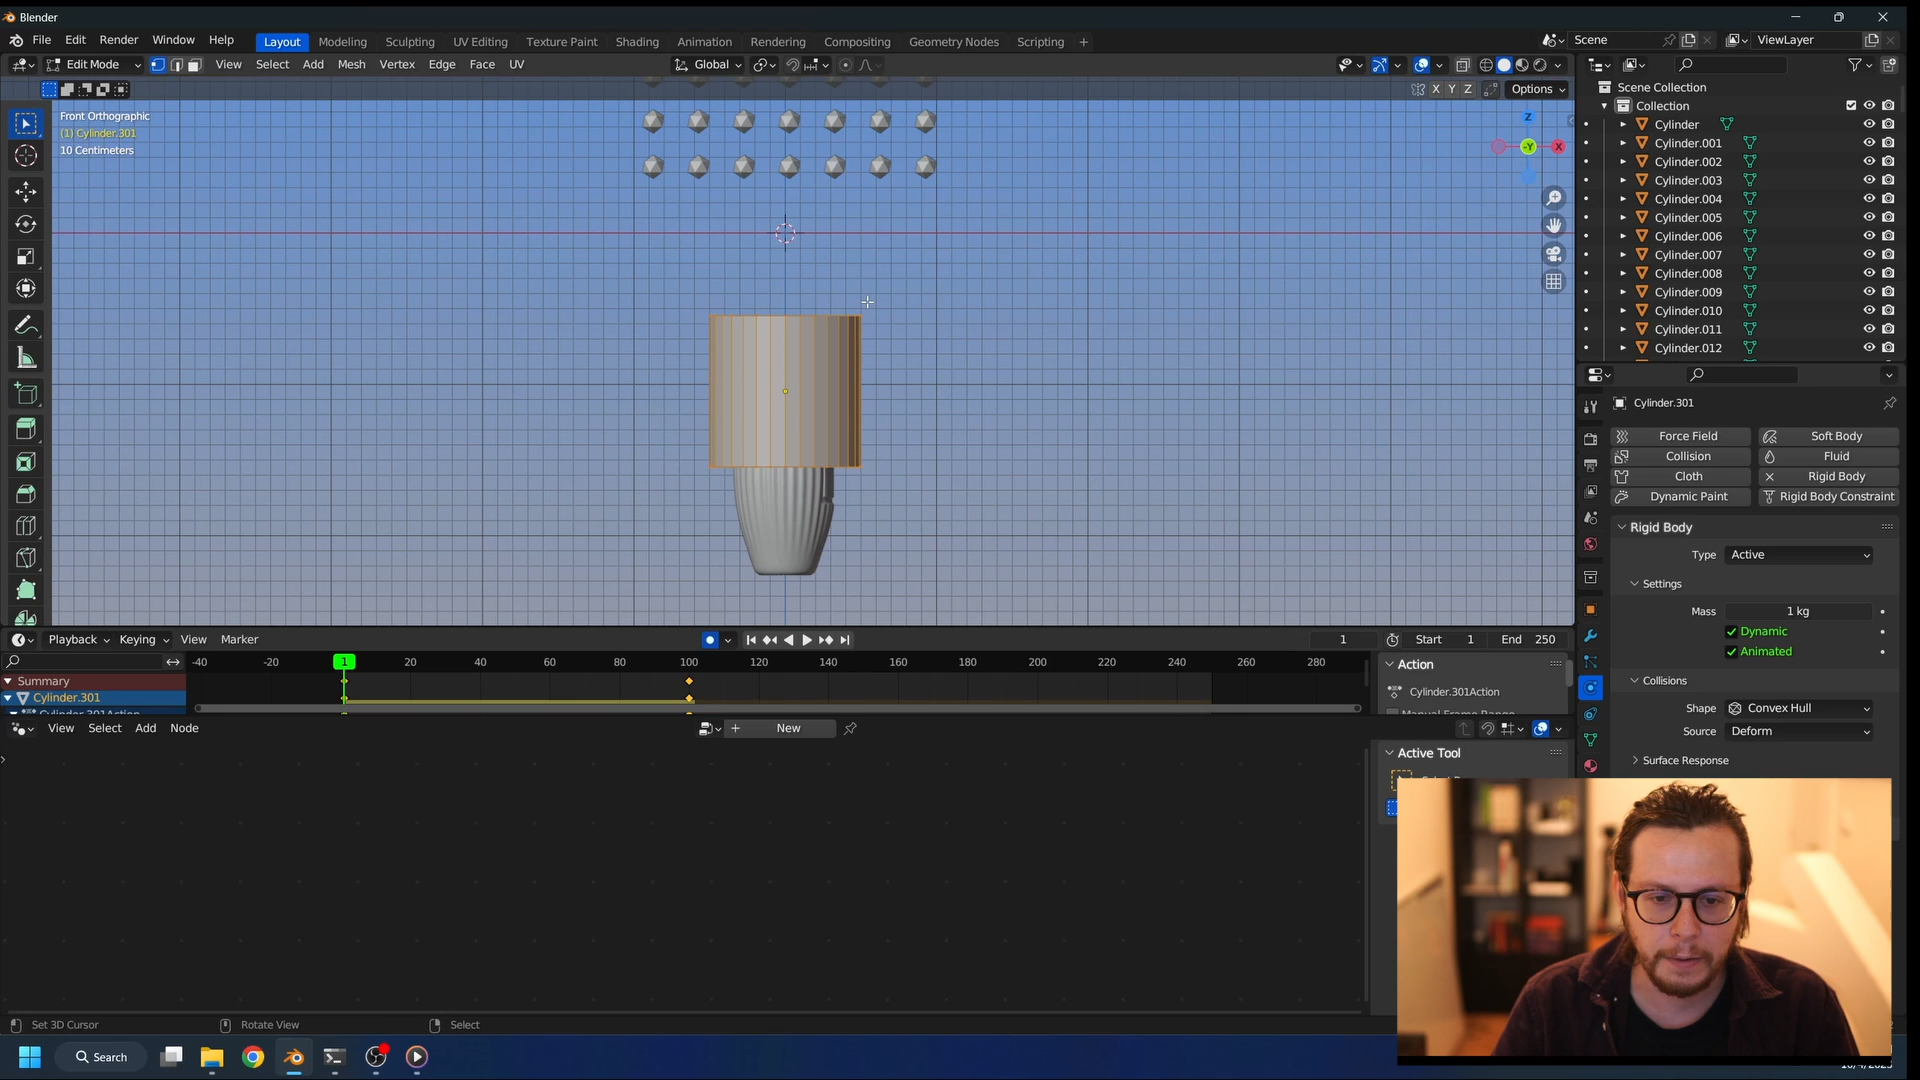 Blender
File Edit Render Window Help Layout Modeling Sculpting UV Editing Texture Paint Shading Animation Rendering Compositing Geometry Nodes Scripting + Scene ViewLayer
Edit Mode View Select Add Mesh Vertex Edge Face UV Global
X Y Z Options
Front Orthographic
(1) Cylinder.301
10 Centimeters
Z
-Y X
Scene Collection
Collection
Cylinder
Cylinder.001
Cylinder.002
Cylinder.003
Cylinder.004
Cylinder.005
Cylinder.006
Cylinder.007
Cylinder.008
Cylinder.009
Cylinder.010
Cylinder.011
Cylinder.012
Cylinder.301
Force Field Soft Body
Collision Fluid
Cloth Rigid Body
Dynamic Paint Rigid Body Constraint
Rigid Body
Type Active
Settings
Mass 1 kg
Dynamic
Animated
Collisions
Shape Convex Hull
Source Deform
Surface Response
Playback Keying View Marker 1 Start 1 End 250
-40 -20 1 20 40 60 80 100 120 140 160 180 200 220 240 260 280
Summary
Cylinder.301
Action
Cylinder.301Action
View Select Add Node + New
Active Tool
Set 3D Cursor Rotate View Select
Search